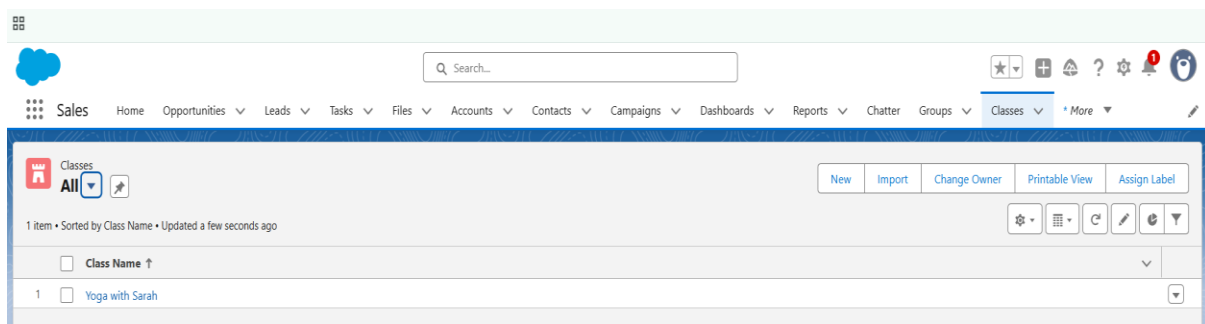 Search...
1
Sales Home Opportunities Leads Tasks Files Accounts Contacts Campaigns Dashboards Reports Chatter Groups Classes * More
Classes
All
New Import Change Owner Printable View Assign Label
1 item • Sorted by Class Name • Updated a few seconds ago
Class Name ↑
1 Yoga with Sarah